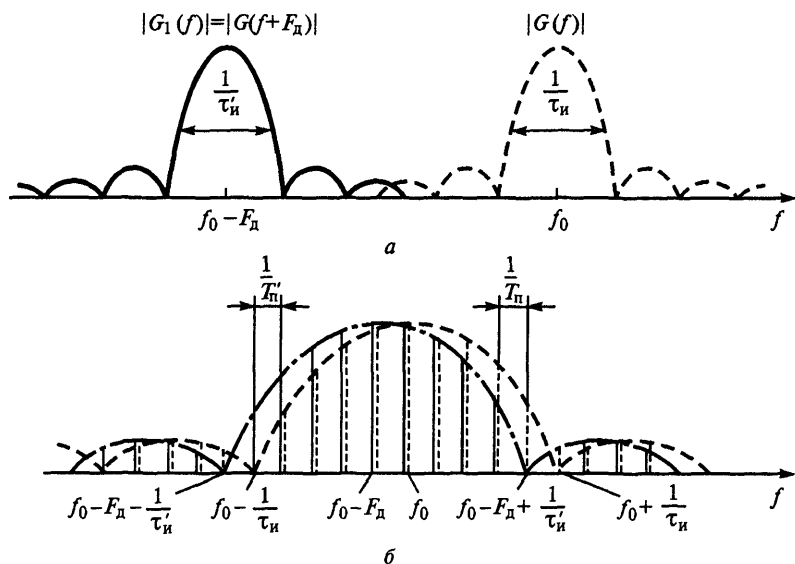 |G₁(f)|=|G(f+F_д)| |G(f)|
1/τ'_и 1/τ_и
f₀−F_д f₀ f
а
1/T'_п 1/T_п
f₀−F_д−1/τ'_и f₀−1/τ_и f₀−F_д f₀ f₀−F_д+1/τ'_и f₀+1/τ_и f
б